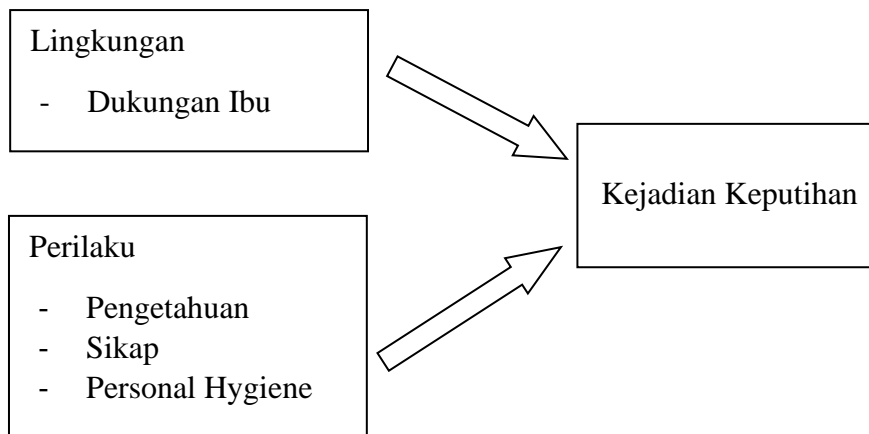 Lingkungan
- Dukungan Ibu
Kejadian Keputihan
Perilaku
- Pengetahuan
- Sikap
- Personal Hygiene